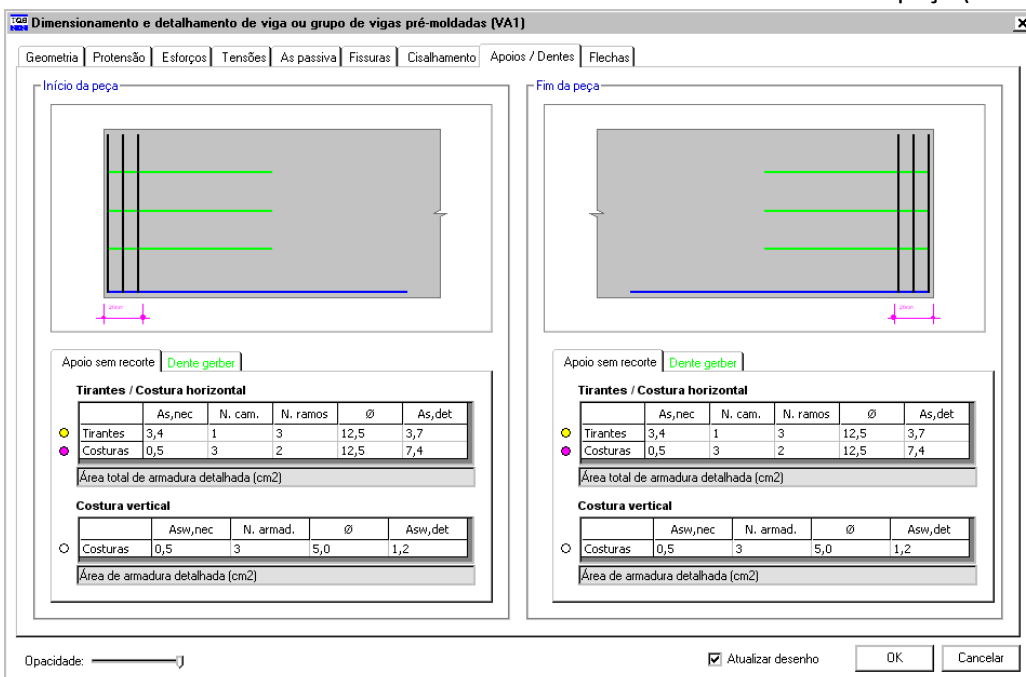 Dimensionamento e detalhamento de viga ou grupo de vigas pré-moldadas (VA1)
Geometria Protensão Esforços Tensões As passiva Fissuras Cisalhamento Apoios / Dentes Flechas
Início da peça
Apoio sem recorte Dente gerber
Tirantes / Costura horizontal
As,nec N. cam. N. ramos Ø As,det
Tirantes 3,4 1 3 12,5 3,7
Costuras 0,5 3 2 12,5 7,4
Área total de armadura detalhada (cm2)
Costura vertical
Asw,nec N. armad. Ø Asw,det
Costuras 0,5 3 5,0 1,2
Área de armadura detalhada (cm2)
Fim da peça
Apoio sem recorte Dente gerber
Tirantes / Costura horizontal
As,nec N. cam. N. ramos Ø As,det
Tirantes 3,4 1 3 12,5 3,7
Costuras 0,5 3 2 12,5 7,4
Área total de armadura detalhada (cm2)
Costura vertical
Asw,nec N. armad. Ø Asw,det
Costuras 0,5 3 5,0 1,2
Área de armadura detalhada (cm2)
Opacidade: Atualizar desenho OK Cancelar